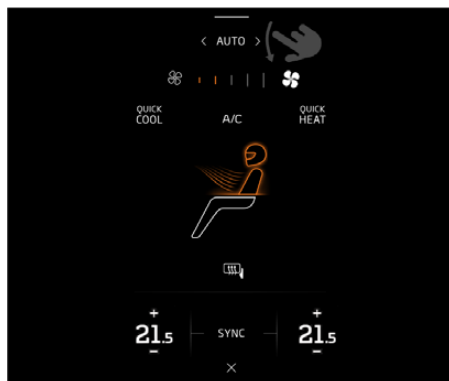 < AUTO >
QUICK COOL
A/C
QUICK HEAT
+ +
21.5 SYNC 21.5
− −
×